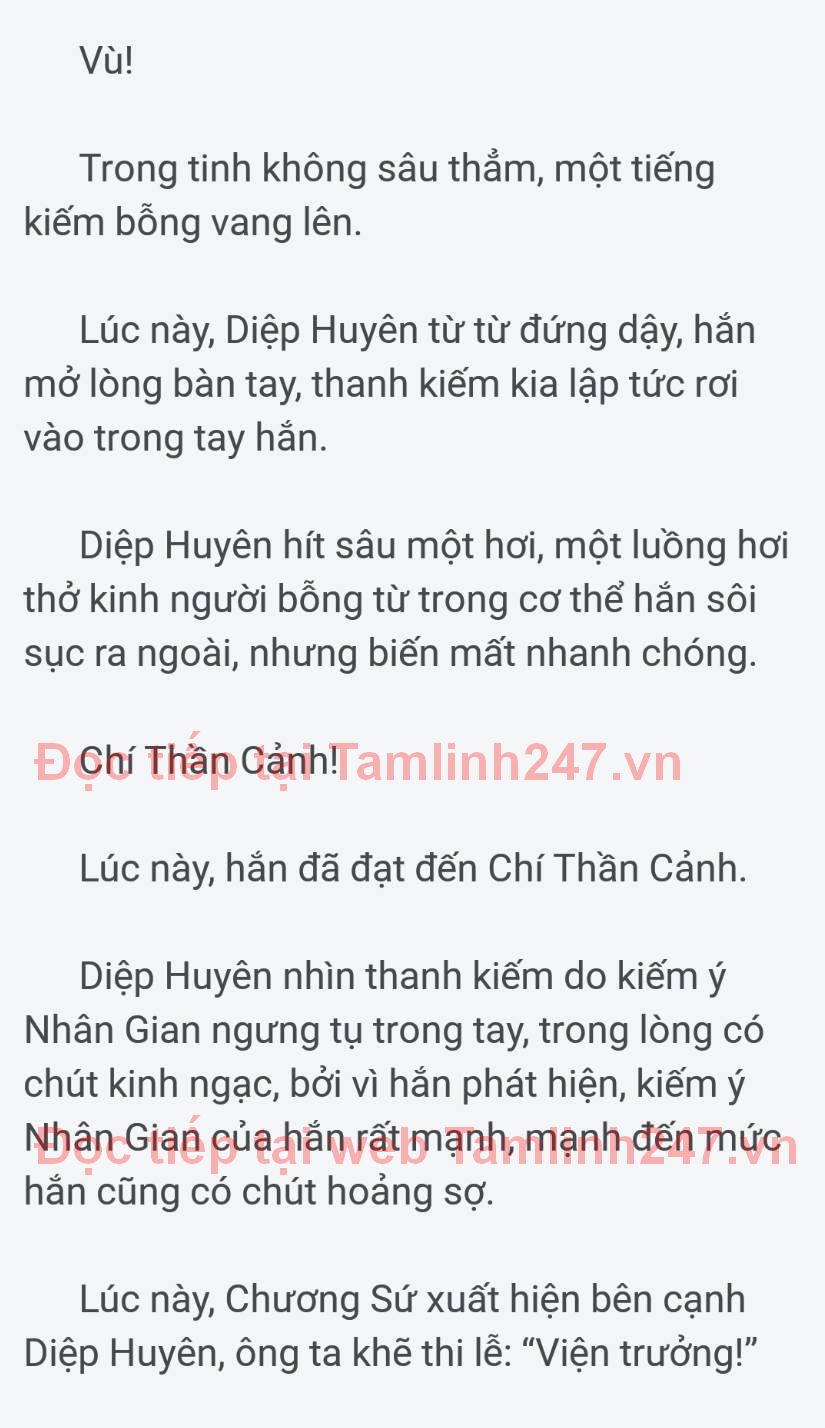 Vù!
Trong tinh không sâu thẳm, một tiếng
kiếm bỗng vang lên.
Lúc này, Diệp Huyên từ từ đứng dậy, hắn
mở lòng bàn tay, thanh kiếm kia lập tức rơi
vào trong tay hắn.
Diệp Huyên hít sâu một hơi, một luồng hơi
thở kinh người bỗng từ trong cơ thể hắn sôi
sục ra ngoài, nhưng biến mất nhanh chóng.
Chí Thần Cảnh!
Đọc tiếp tại Tamlinh247.vn
Lúc này, hắn đã đạt đến Chí Thần Cảnh.
Diệp Huyên nhìn thanh kiếm do kiếm ý
Nhân Gian ngưng tụ trong tay, trong lòng có
chút kinh ngạc, bởi vì hắn phát hiện, kiếm ý
Nhân Gian của hắn rất mạnh, mạnh đến mức
Đọc tiếp tại web Tamlinh247.vn
hắn cũng có chút hoảng sợ.
Lúc này, Chương Sứ xuất hiện bên cạnh
Diệp Huyên, ông ta khẽ thi lễ: “Viện trưởng!”